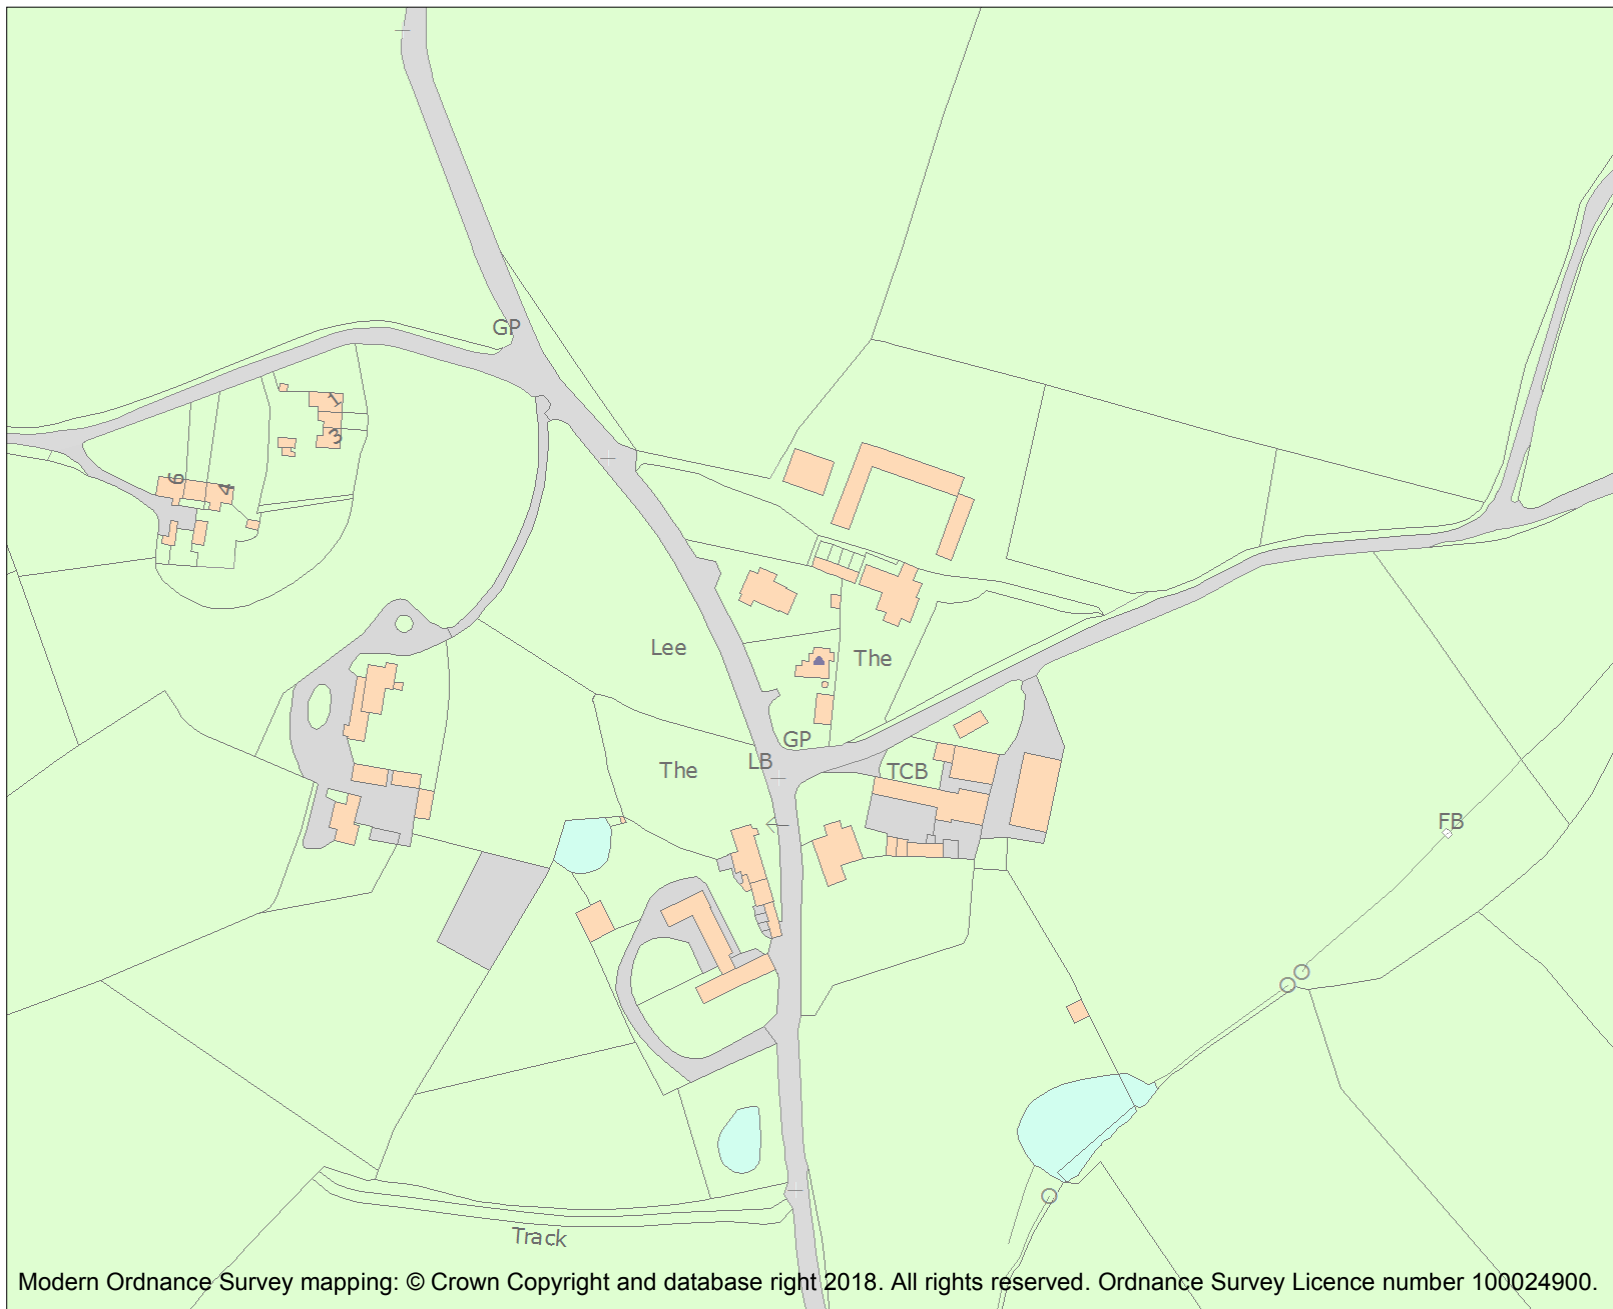 GP
1
3
6
4
Lee
The
GP
LB
The
TCB
FB
Track
Modern Ordnance Survey mapping: © Crown Copyright and database right 2018. All rights reserved. Ordnance Survey Licence number 100024900.